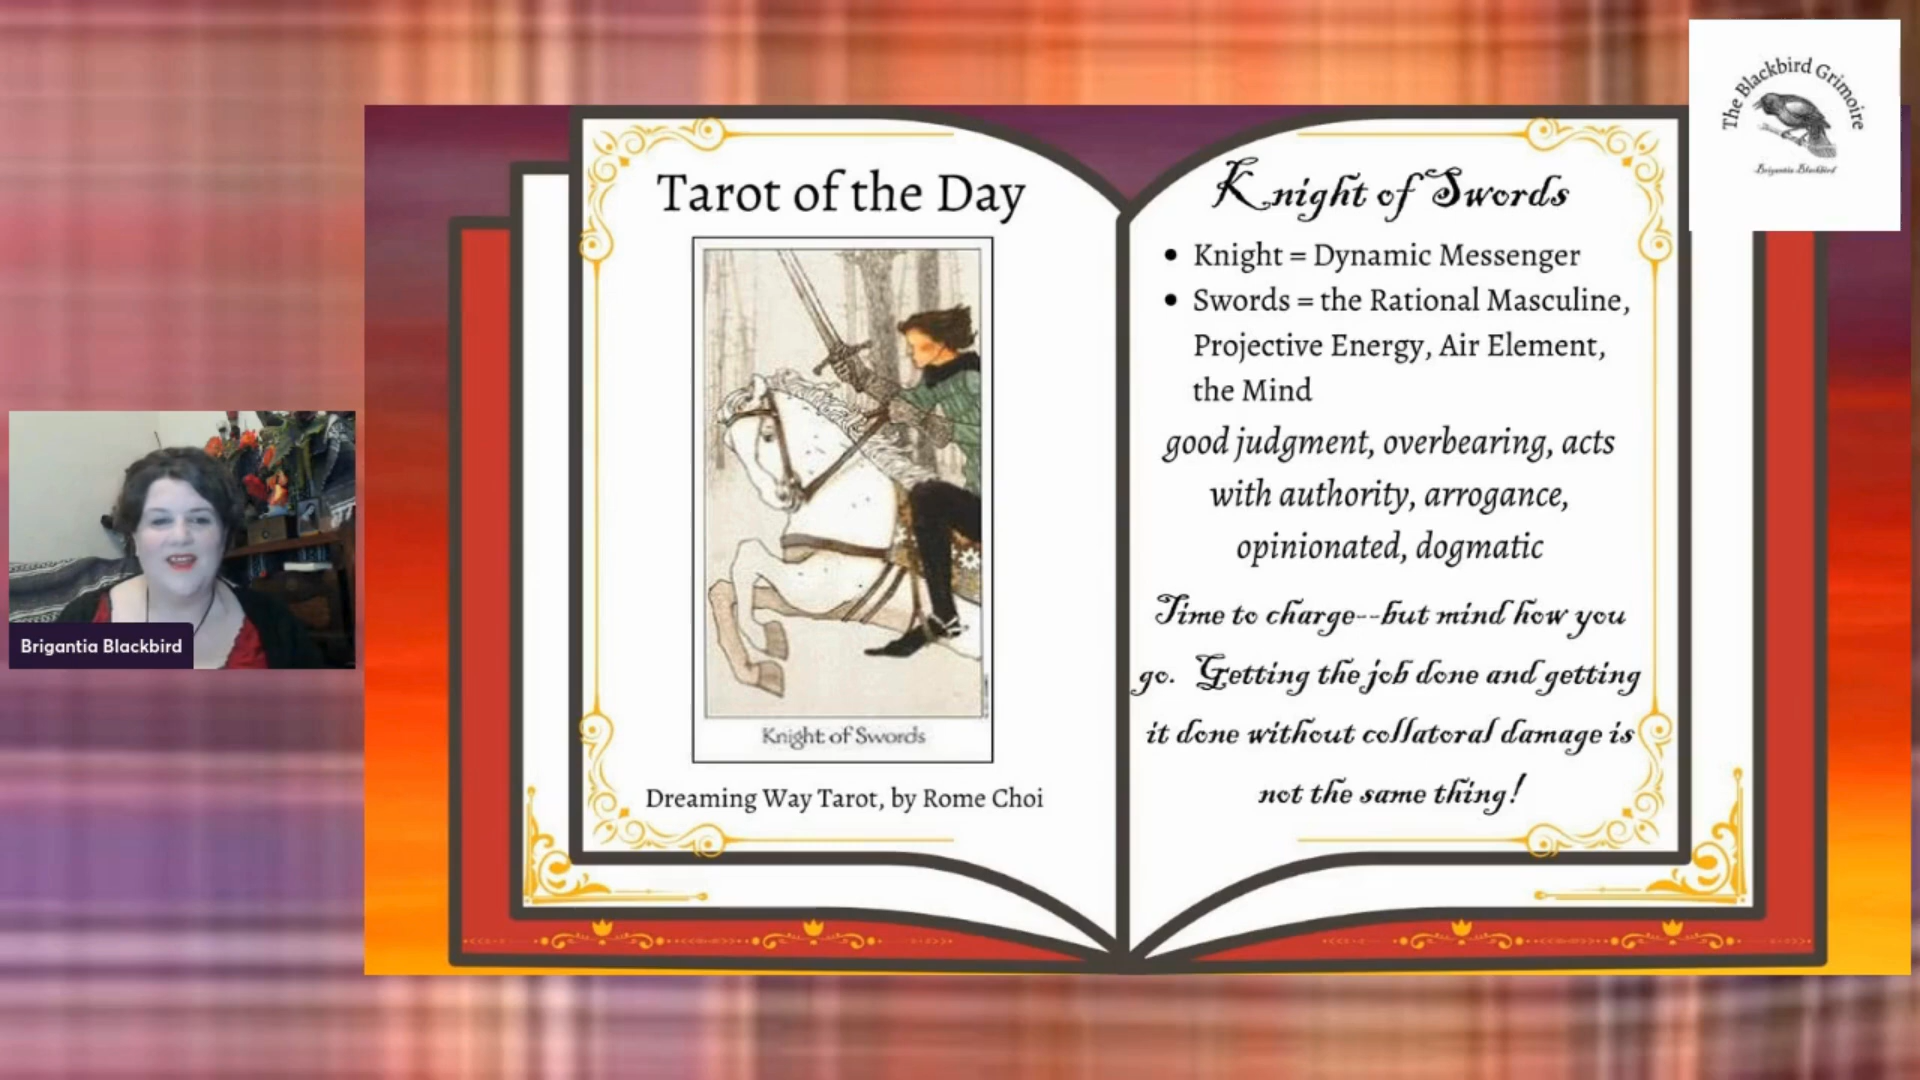 The Blackbird Grimoire
Brigantia Blackbird
Tarot of the Day
Knight of Swords
Dreaming Way Tarot, by Rome Choi
Knight of Swords
• Knight = Dynamic Messenger
• Swords = the Rational Masculine,
Projective Energy, Air Element,
the Mind
good judgment, overbearing, acts
with authority, arrogance,
opinionated, dogmatic
Time to charge--but mind how you
go. Getting the job done and getting
it done without collatoral damage is
not the same thing!
Brigantia Blackbird